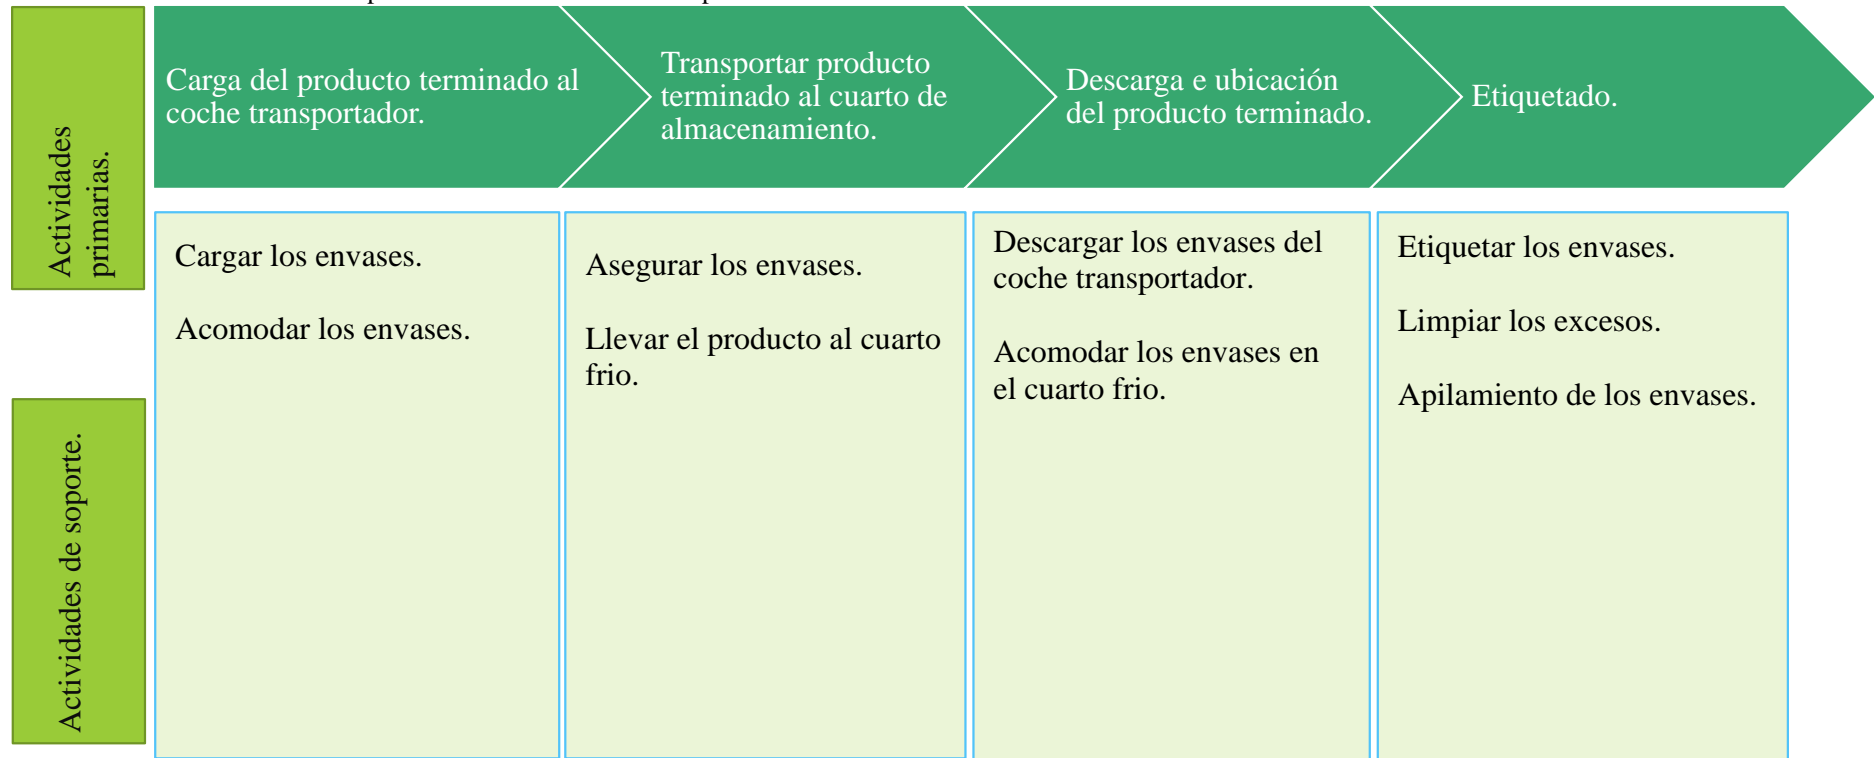 Actividades
primarias.
Carga del producto terminado al
coche transportador.
Transportar producto
terminado al cuarto de
almacenamiento.
Descarga e ubicación
del producto terminado.
Etiquetado.
Actividades de soporte.
Cargar los envases.
Acomodar los envases.
Asegurar los envases.
Llevar el producto al cuarto
frio.
Descargar los envases del
coche transportador.
Acomodar los envases en
el cuarto frio.
Etiquetar los envases.
Limpiar los excesos.
Apilamiento de los envases.